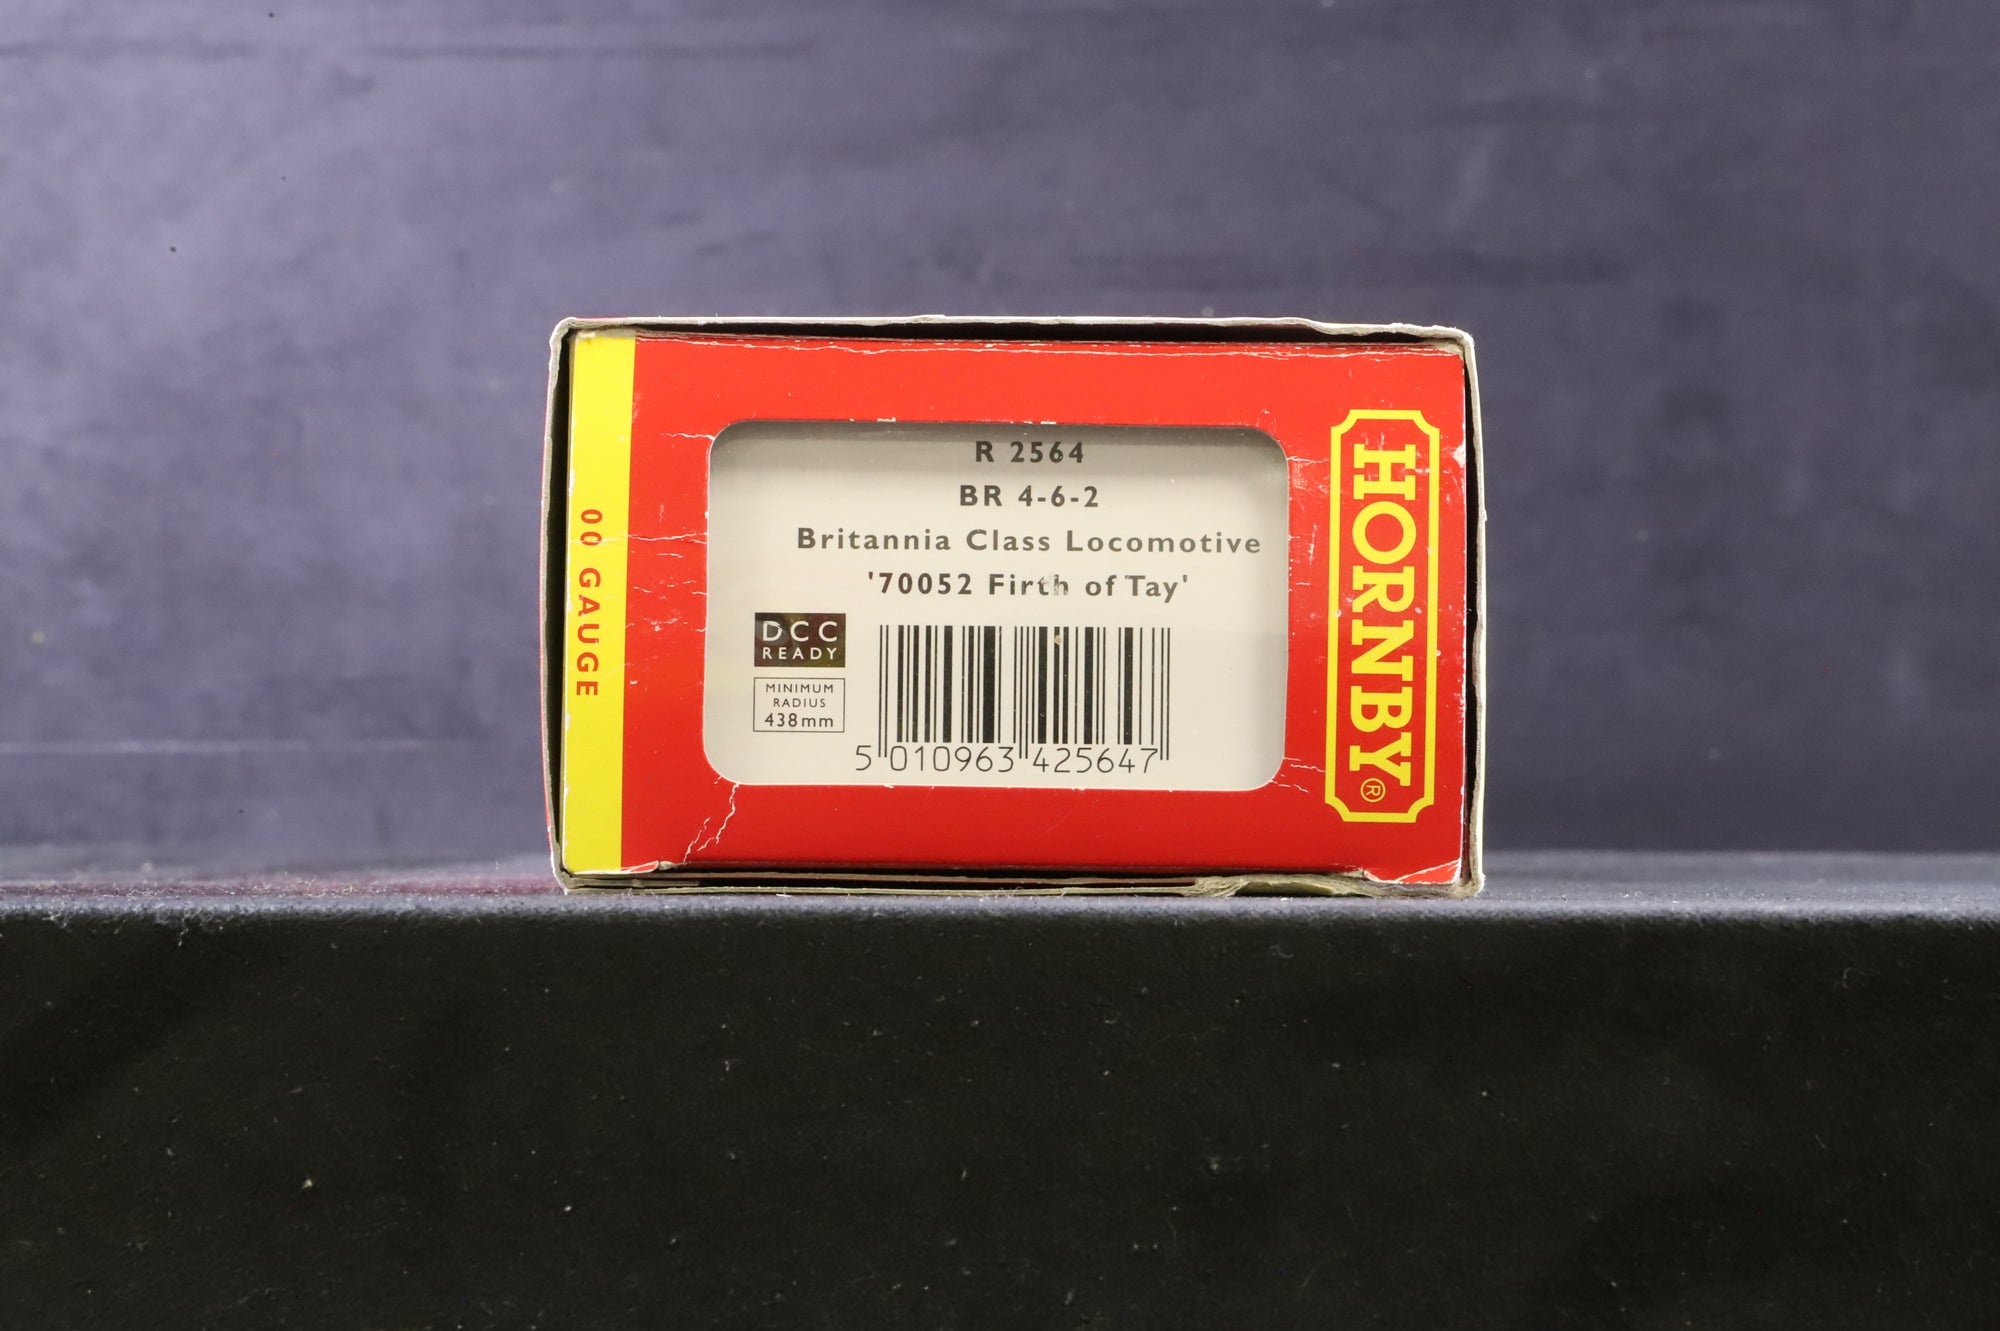 00 GAUGE
R 2564
BR 4-6-2
Britannia Class Locomotive
'70052 Firth of Tay'
DCC
READY
MINIMUM
RADIUS
438mm
5 010963 425647
HORNBY®